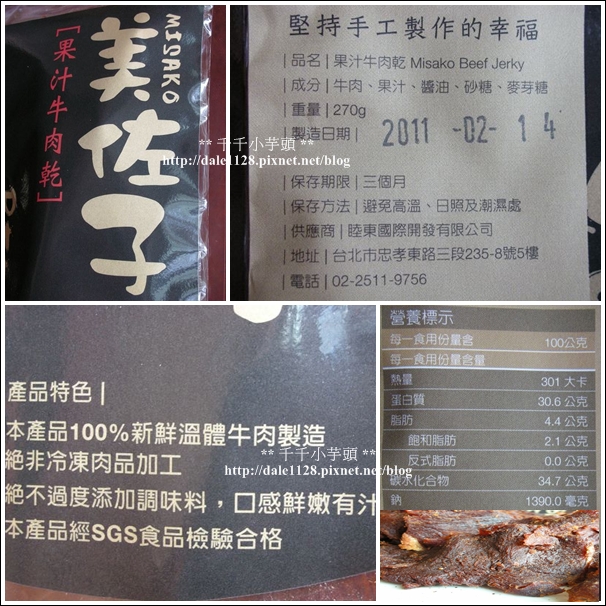 MISAKO
美佐子
[果汁牛肉乾]
堅持手工製作的幸福
| 品名 | 果汁牛肉乾 Misako Beef Jerky
| 成分 | 牛肉、果汁、醬油、砂糖、麥芽糖
| 重量 | 270g
| 製造日期 | 2011 -02- 14
** 千千小芋頭 **
http://dale1128.pixnet.net/blog
| 保存期限 | 三個月
| 保存方法 | 避免高溫、日照及潮濕處
| 供應商 | 睦東國際開發有限公司
| 地址 | 台北市忠孝東路三段235-8號5樓
| 電話 | 02-2511-9756
產品特色 |
本產品100%新鮮溫體牛肉製造
絕非冷凍肉品加工
絕不過度添加調味料，口感鮮嫩有汁
本產品經SGS食品檢驗合格
** 千千小芋頭 **
http://dale1128.pixnet.net/blog
營養標示
每一食用份量含 100公克
每一食用份量含量
熱量 301 大卡
蛋白質 30.6 公克
脂肪 4.4 公克
飽和脂肪 2.1 公克
反式脂肪 0.0 公克
碳水化合物 34.7 公克
鈉 1390.0 毫克